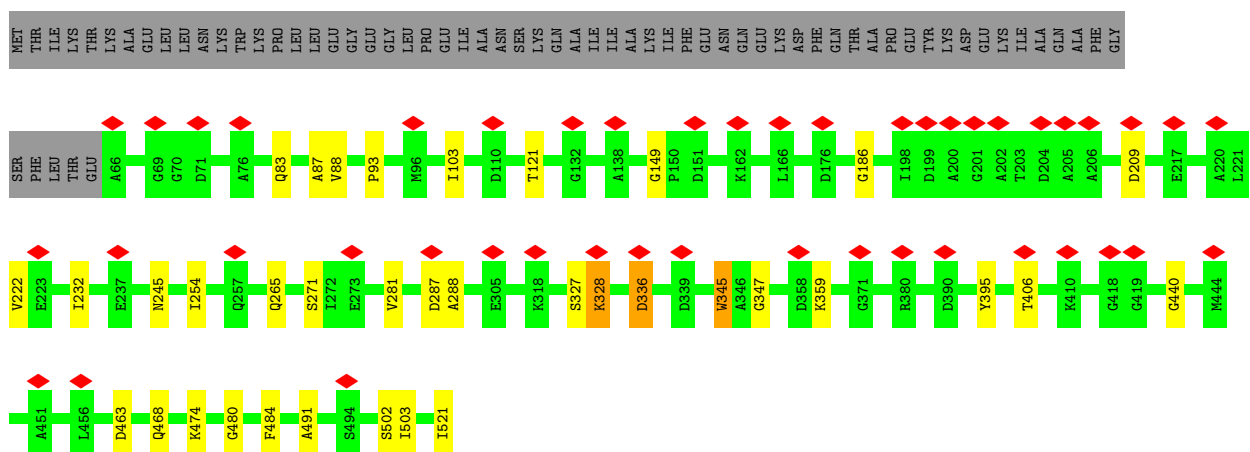 MET THR ILE LYS THR LYS ALA GLU LEU LEU ASN LYS TRP LYS PRO LEU LEU GLU GLY GLU GLY LEU PRO GLU ILE ALA ASN SER LYS GLN ALA ILE ILE ALA LYS ILE PHE GLU ASN GLN GLU LYS ASP PHE GLN THR ALA PRO GLU TYR LYS ASP GLU LYS ILE ALA GLN ALA PHE GLY
SER PHE LEU THR GLU A66 G69 G70 D71 A76 Q83 A87 V88 P93 M96 I103 D110 T121 G132 A138 G149 P150 D151 K162 L166 D176 G186 I198 D199 A200 G201 A202 T203 D204 A205 A206 D209 E217 A220 L221
V222 E223 I232 E237 N245 I254 Q257 Q265 S271 I272 E273 V281 D287 A288 E305 K318 S327 K328 D336 D339 W345 A346 G347 D358 K359 G371 R380 D390 Y395 T406 K410 G418 G419 G440 M444
A451 L456 D463 Q468 K474 G480 F484 A491 S494 S502 I503 I521